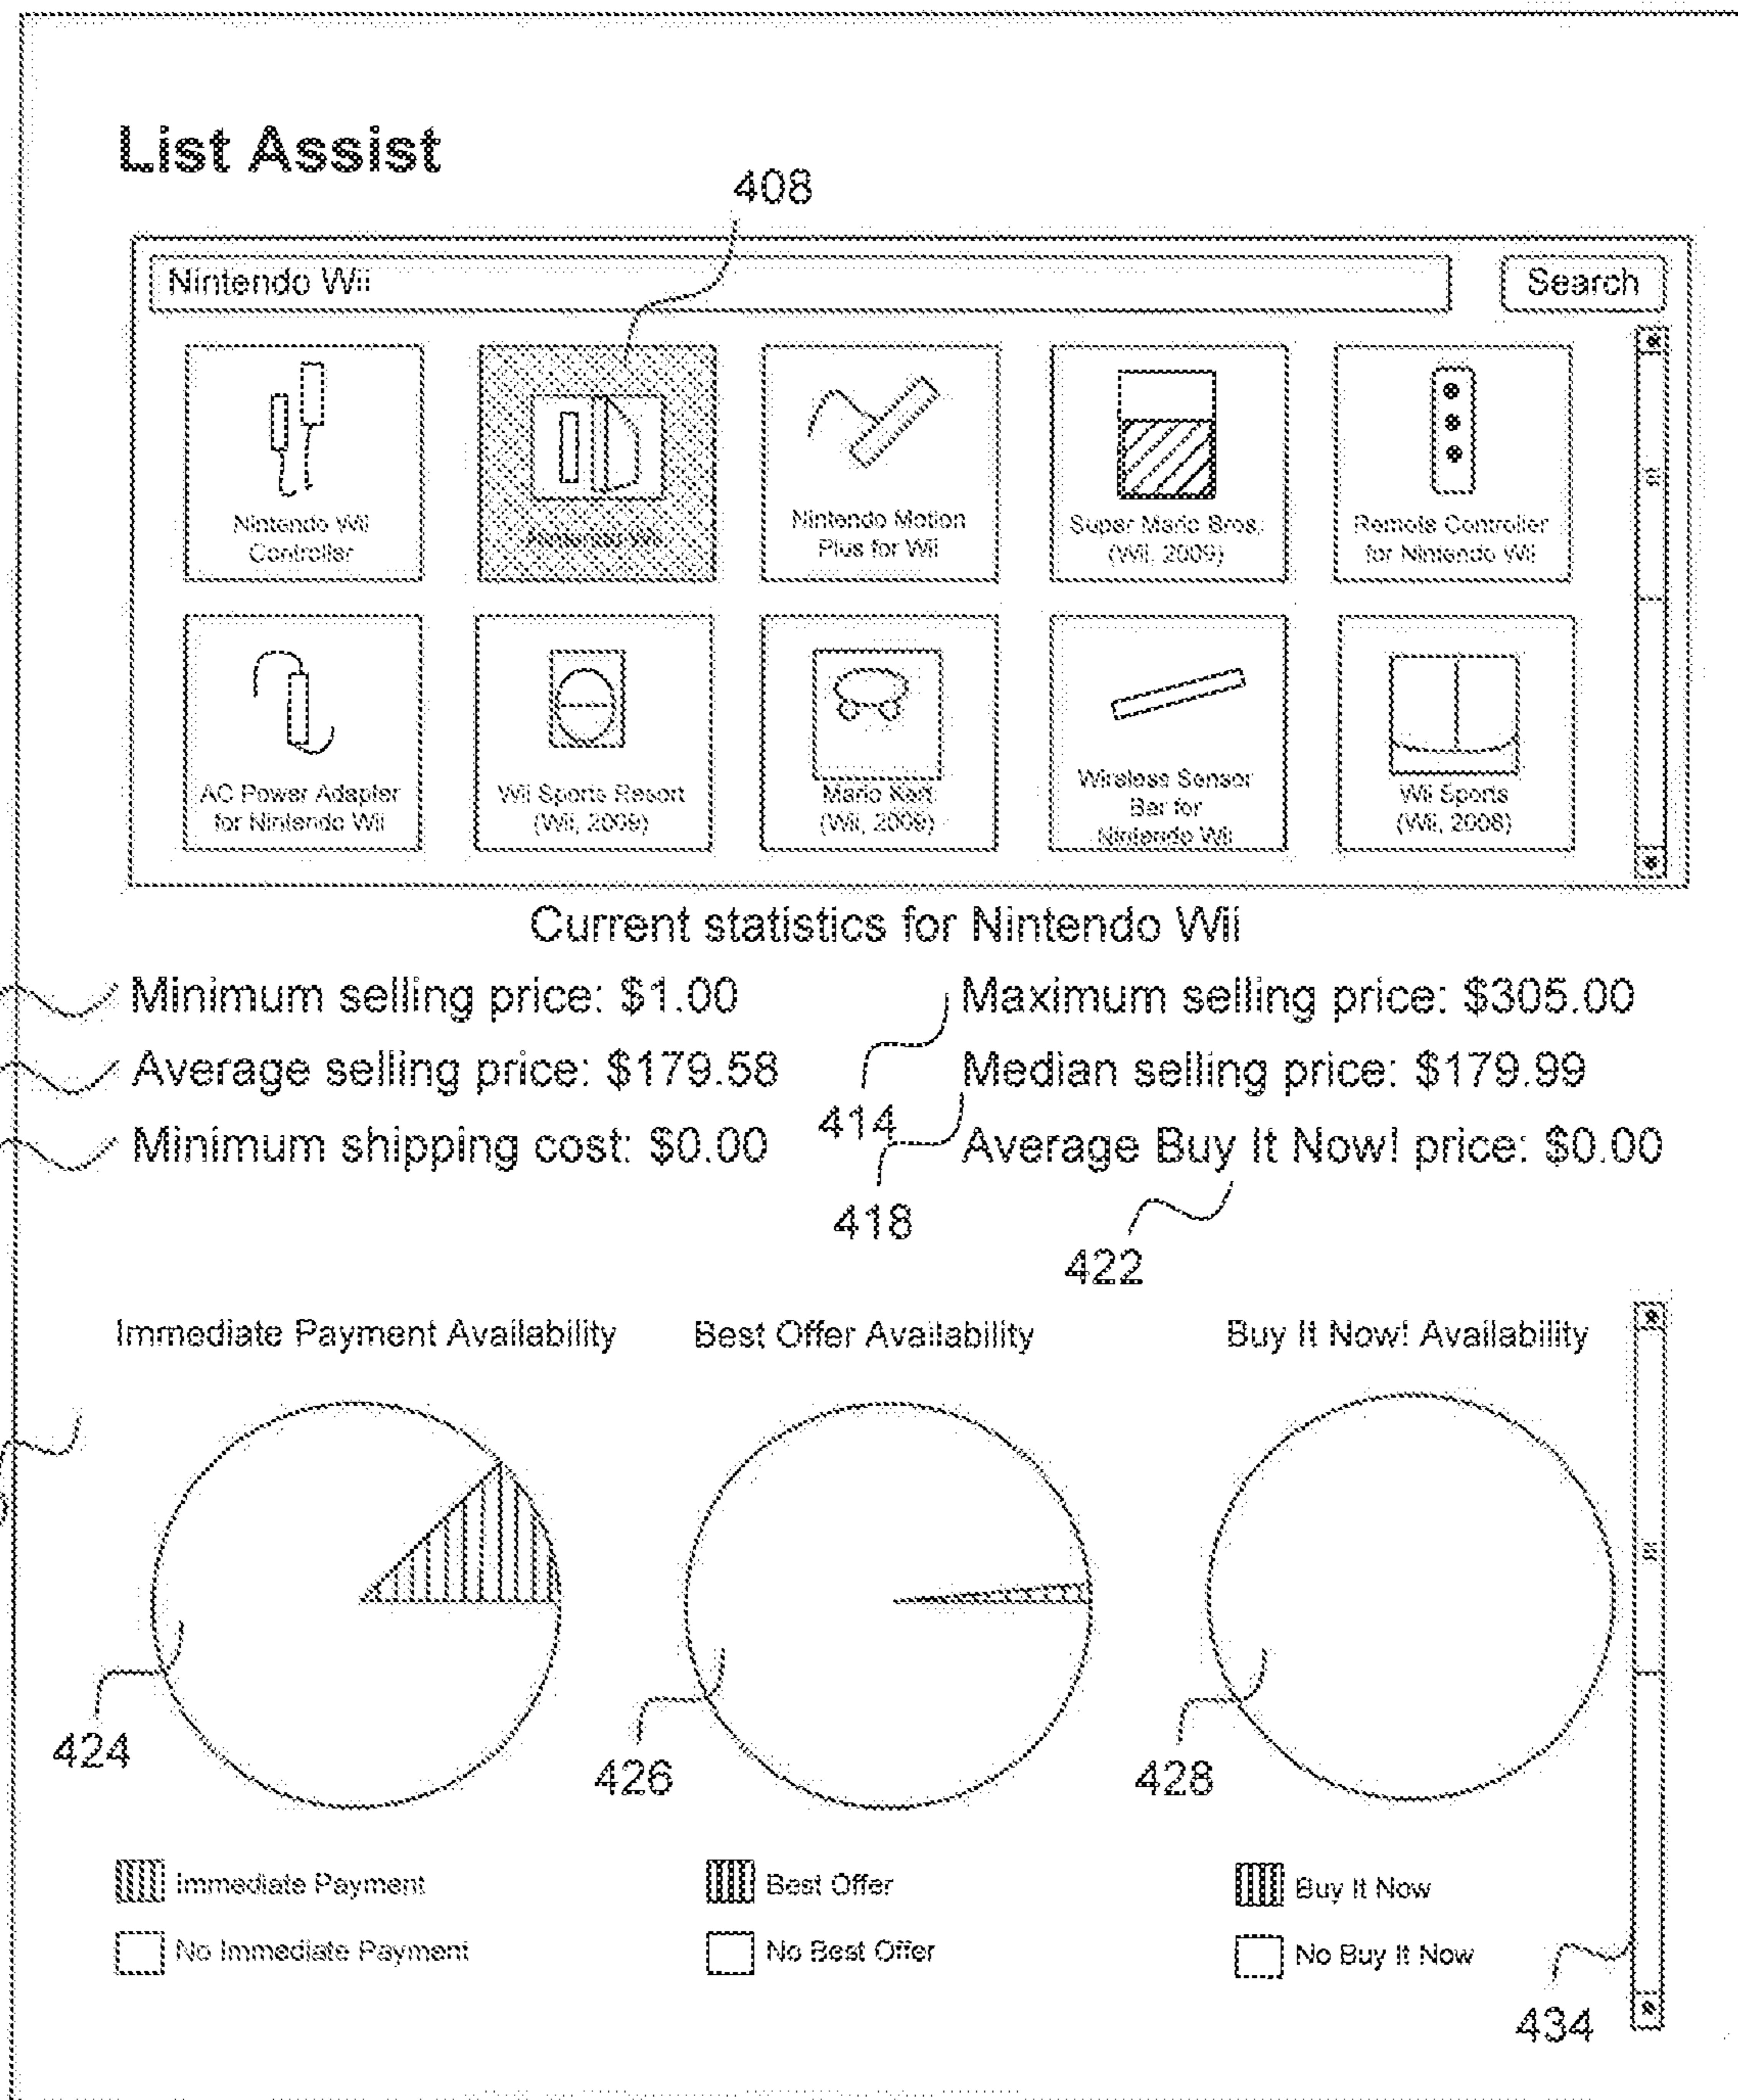 List Assist
408
Nintendo Wii
Search
Nintendo Wii
Controller
Nintendo Wii
Nintendo Motion
Plus for Wii
Super Mario Bros.
(Wii, 2009)
Remote Controller
for Nintendo Wii
AC Power Adapter
for Nintendo Wii
Wii Sports Resort
(Wii, 2009)
Mario Kart
(Wii, 2009)
Wireless Sensor
Bar for
Nintendo Wii
Wii Sports
(Wii, 2008)
Current statistics for Nintendo Wii
Minimum selling price: $1.00
Maximum selling price: $305.00
Average selling price: $179.58
414
Median selling price: $179.99
Minimum shipping cost: $0.00
418
Average Buy It Now! price: $0.00
422
Immediate Payment Availability
Best Offer Availability
Buy It Now! Availability
424
426
428
Immediate Payment
No Immediate Payment
Best Offer
No Best Offer
Buy It Now
No Buy It Now
434